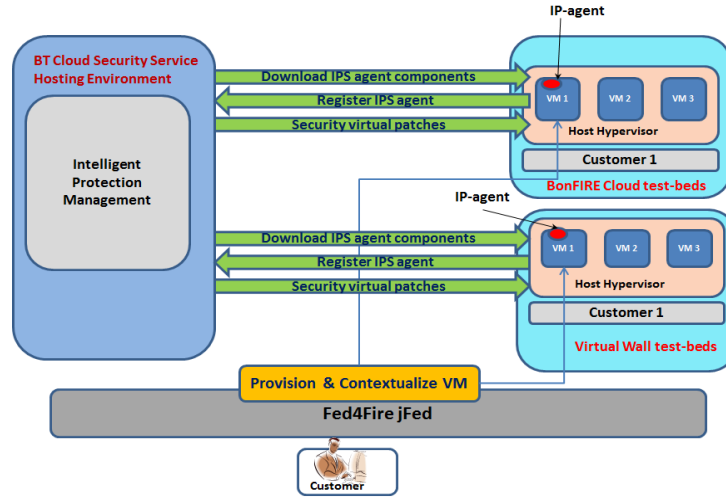 IP-agent
BT Cloud Security Service
Hosting Environment
Download IPS agent components
Register IPS agent
Security virtual patches
VM 1
VM 2
VM 3
Host Hypervisor
Customer 1
BonFIRE Cloud test-beds
Intelligent
Protection
Management
IP-agent
Download IPS agent components
Register IPS agent
Security virtual patches
VM 1
VM 2
VM 3
Host Hypervisor
Customer 1
Virtual Wall test-beds
Provision & Contextualize VM
Fed4Fire jFed
Customer